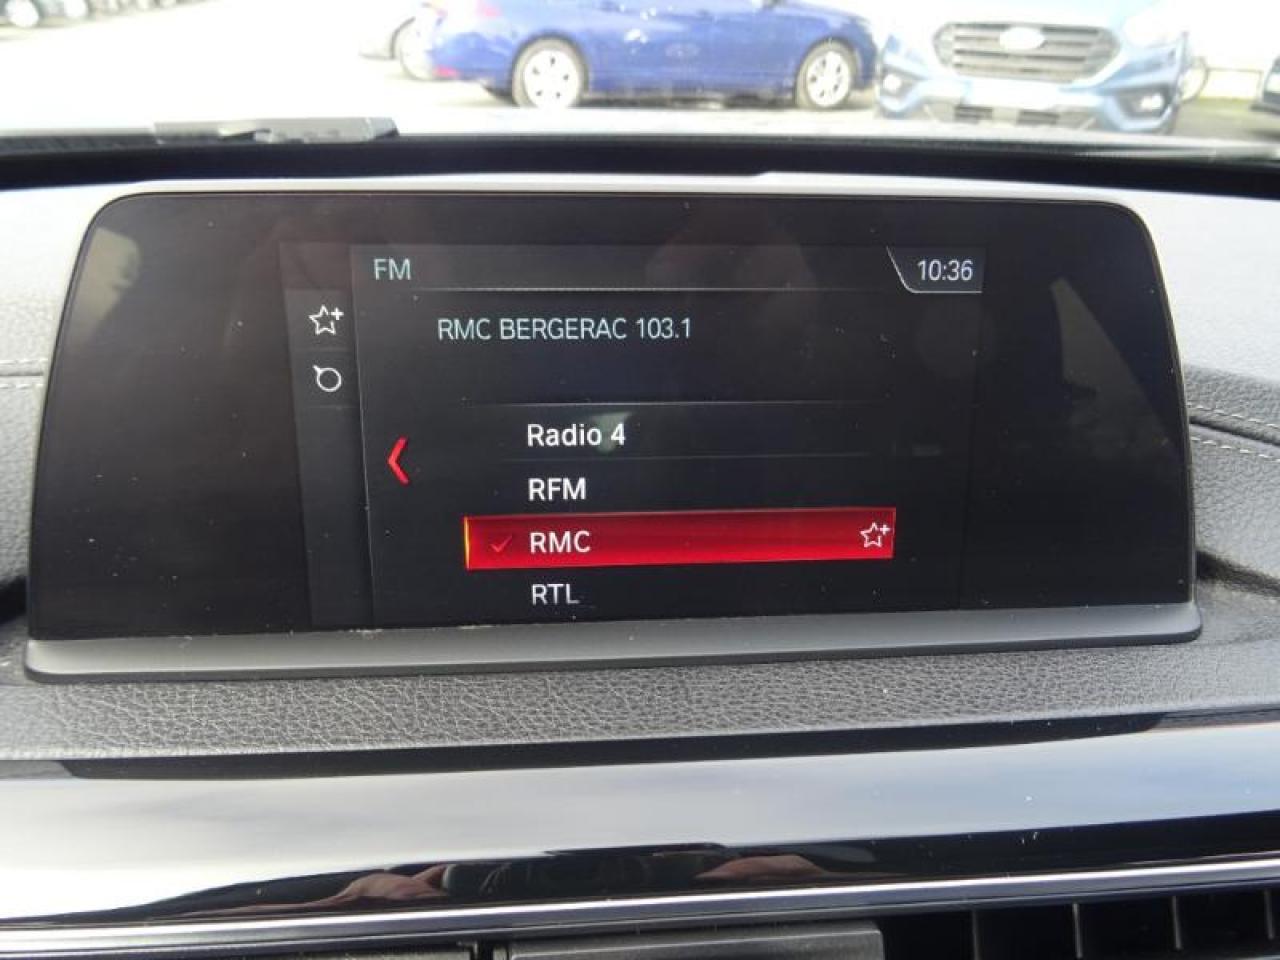 FM
10:36
RMC BERGERAC 103.1
Radio 4
RFM
RMC
RTL